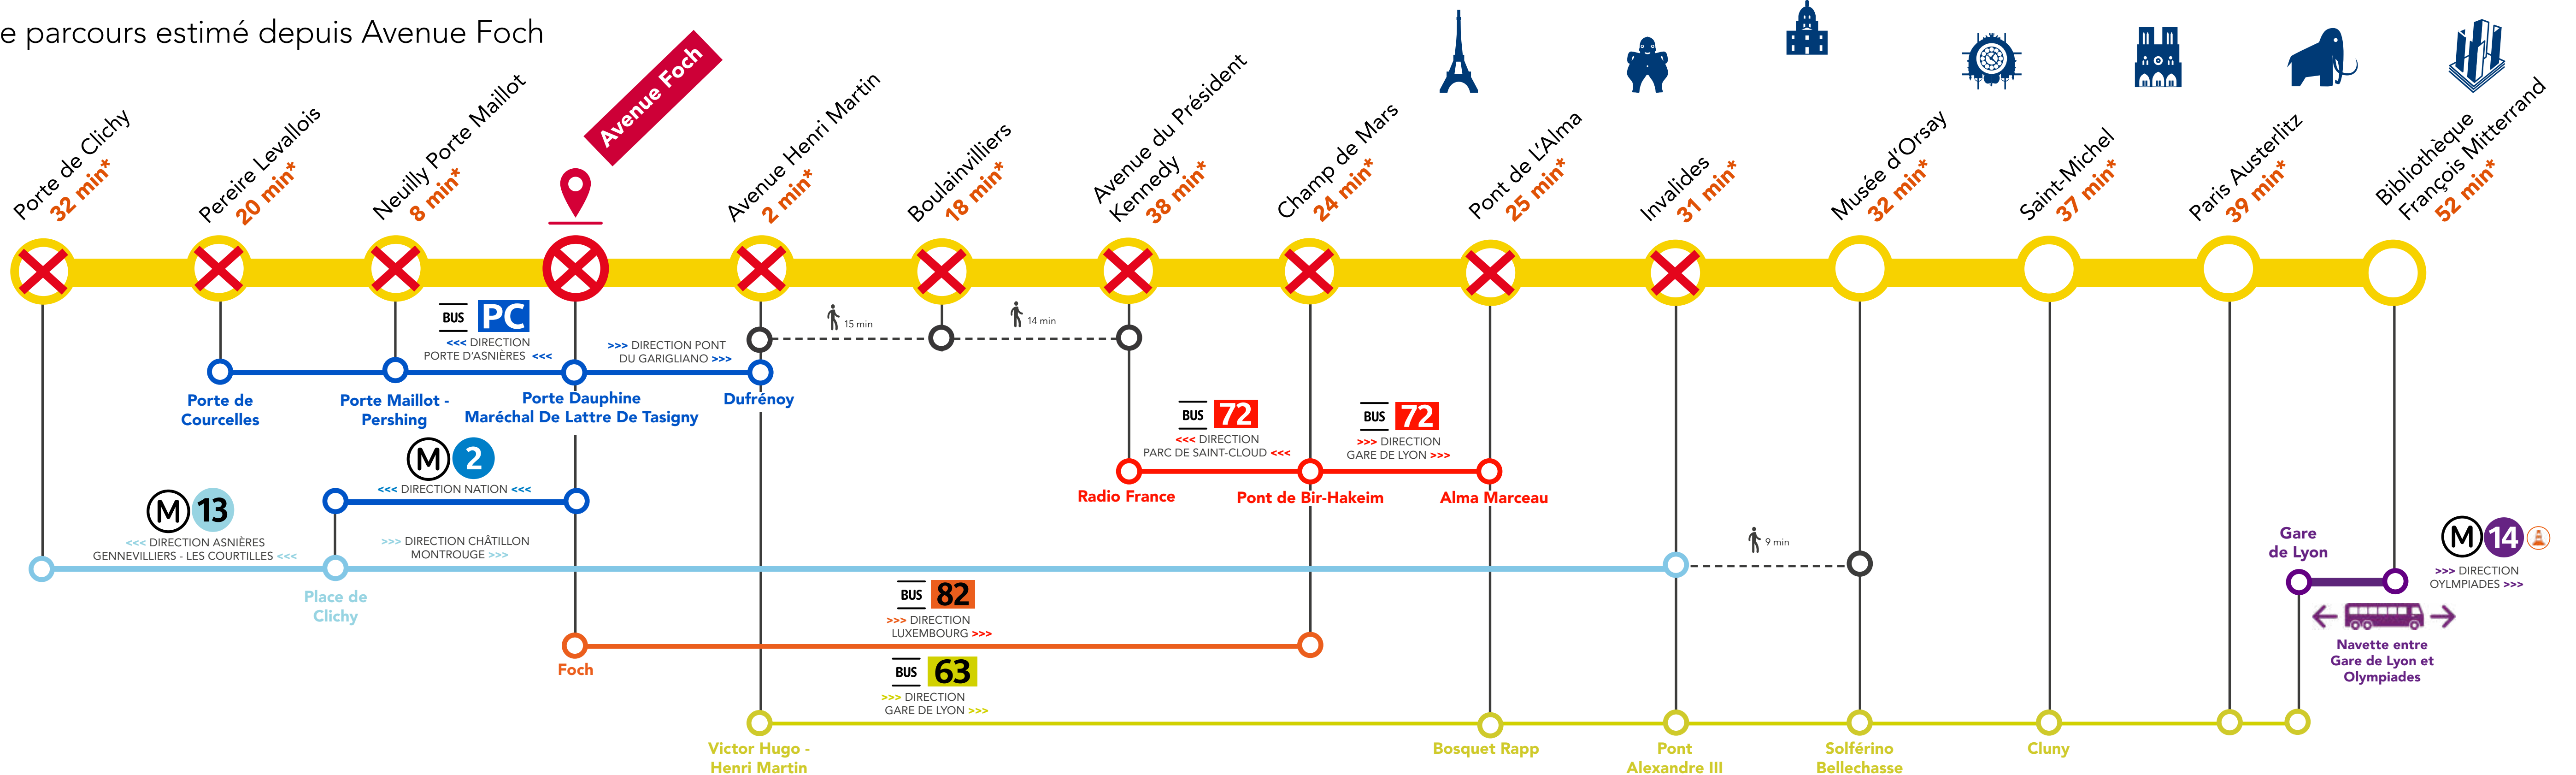 e parcours estimé depuis Avenue Foch
Porte de Clichy
32 min*
Pereire Levallois
20 min*
Neuilly Porte Maillot
8 min*
Avenue Foch
Avenue Henri Martin
2 min*
Boulainvilliers
18 min*
Avenue du Président
Kennedy
38 min*
Champ de Mars
24 min*
Pont de L'Alma
25 min*
Invalides
31 min*
Musée d'Orsay
32 min*
Saint-Michel
37 min*
Paris Austerlitz
39 min*
Bibliothèque
François Mitterrand
52 min*
BUS PC
<<< DIRECTION
PORTE D'ASNIÈRES <<<
>>> DIRECTION PONT
DU GARIGLIANO >>>
15 min
14 min
Porte de
Courcelles
Porte Maillot -
Pershing
Porte Dauphine
Maréchal De Lattre De Tasigny
Dufrénoy
BUS 72
<<< DIRECTION
PARC DE SAINT-CLOUD <<<
BUS 72
>>> DIRECTION
GARE DE LYON >>>
Radio France
Pont de Bir-Hakeim
Alma Marceau
M 2
<<< DIRECTION NATION <<<
M 13
<<< DIRECTION ASNIÈRES
GENNEVILLIERS - LES COURTILLES <<<
>>> DIRECTION CHÂTILLON
MONTROUGE >>>
Place de
Clichy
9 min
Gare
de Lyon
M 14
>>> DIRECTION
OYLMPIADES >>>
Navette entre
Gare de Lyon et
Olympiades
BUS 82
>>> DIRECTION
LUXEMBOURG >>>
Foch
BUS 63
>>> DIRECTION
GARE DE LYON >>>
Victor Hugo -
Henri Martin
Bosquet Rapp
Pont
Alexandre III
Solférino
Bellechasse
Cluny